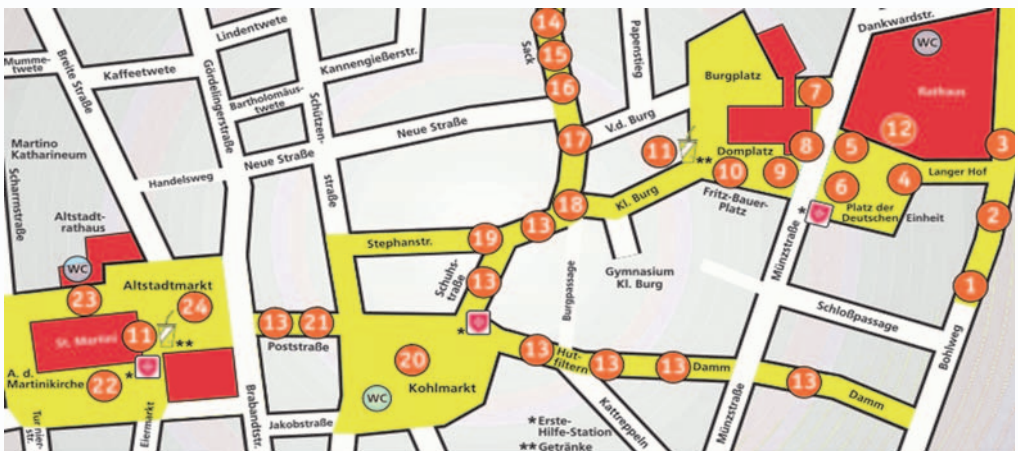 Mumme-
twete
Breite Straße
Kaffeetwete
Lindentwete
Gördelingerstraße
Bartholomäus-
twete
Kannengießerstr.
Schützen-
straße
Neue Straße
Neue Straße
Handelsweg
Martino
Katharineum
Scharrnstraße
Altstadt-
rathaus
WC
23
Altstadtmarkt
24
St. Martini
11
**
*
A. d.
Martinikirche
22
Turnier-
str.
Eiermarkt
Brabandtstr.
13
21
Poststraße
Jakobstraße
WC
20
Kohlmarkt
Stephanstr.
19
13
18
Schuhs-
traße
13
*
14
15
16
17
Sack
Papenstieg
V.d. Burg
11
**
Kl. Burg
Gymnasium
Kl. Burg
Burgpassage
13
Hut-
filtern
13
13
Damm
13
Damm
Kattreppeln
Münzstraße
*Erste-
Hilfe-Station
**Getränke
Burgplatz
7
Domplatz
8
9
10
Fritz-Bauer-
Platz
Münzstraße
*
Dankwardstr.
WC
Rathaus
12
5
6
4
3
Langer Hof
Platz der
Deutschen Einheit
2
1
Schloßpassage
Bohlweg